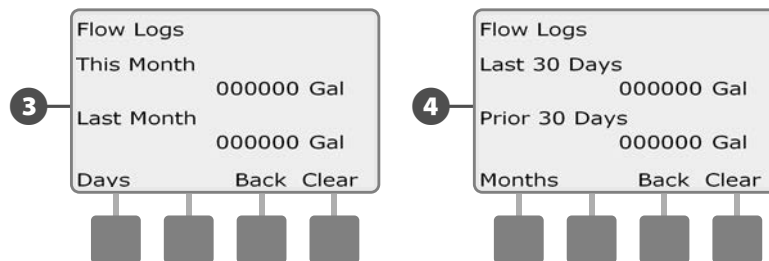 3
Flow Logs
This Month
000000 Gal
Last Month
000000 Gal
Days Back Clear
4
Flow Logs
Last 30 Days
000000 Gal
Prior 30 Days
000000 Gal
Months Back Clear